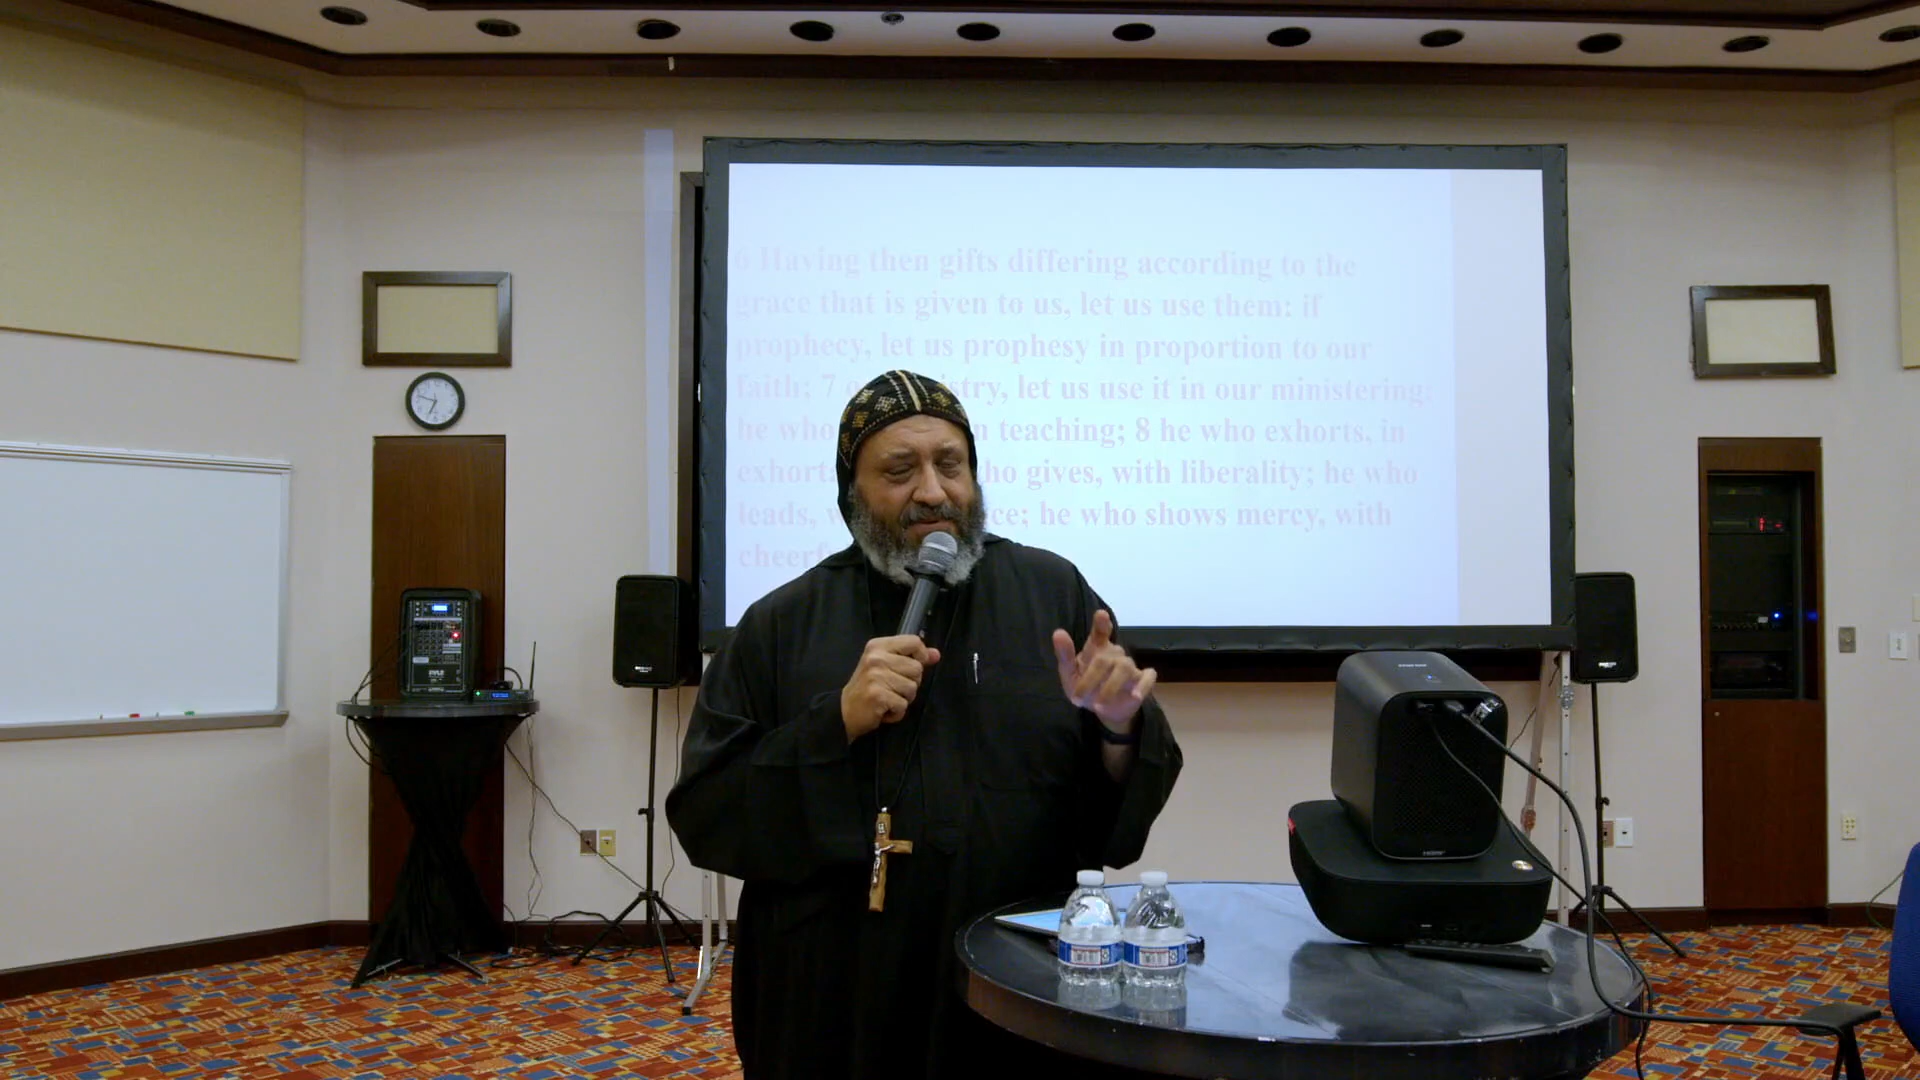 6 Having then gifts differing according to the
grace that is given to us, let us use them: if
prophecy, let us prophesy in proportion to our
faith; 7 istry, let us use it in our ministering;
he who n teaching; 8 he who exhorts, in
exhort ho gives, with liberality; he who
leads, w ce; he who shows mercy, with
cheerf